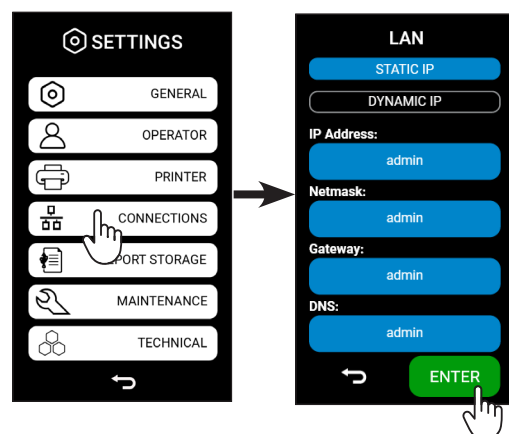 SETTINGS
GENERAL
OPERATOR
PRINTER
CONNECTIONS
PORT STORAGE
MAINTENANCE
TECHNICAL
LAN
STATIC IP
DYNAMIC IP
IP Address:
admin
Netmask:
admin
Gateway:
admin
DNS:
admin
ENTER